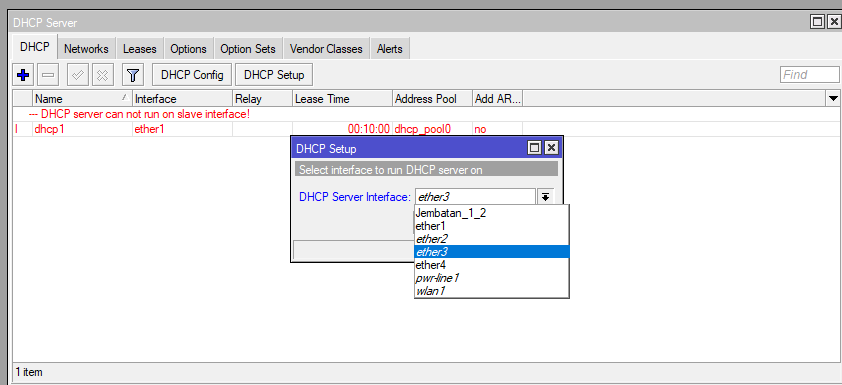 DHCP Server
DHCP Networks Leases Options Option Sets Vendor Classes Alerts
DHCP Config DHCP Setup Find
Name Interface Relay Lease Time Address Pool Add AR...
--- DHCP server can not run on slave interface!
I dhcp1 ether1 00:10:00 dhcp_pool0 no
DHCP Setup
Select interface to run DHCP server on
DHCP Server Interface: ether3
Jembatan_1_2
ether1
ether2
ether3
ether4
pwr-line1
wlan1
1 item